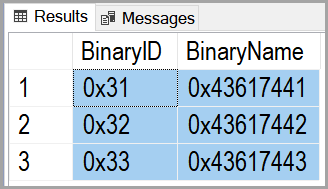 Results Messages
BinaryID BinaryName
1 0x31 0x43617441
2 0x32 0x43617442
3 0x33 0x43617443